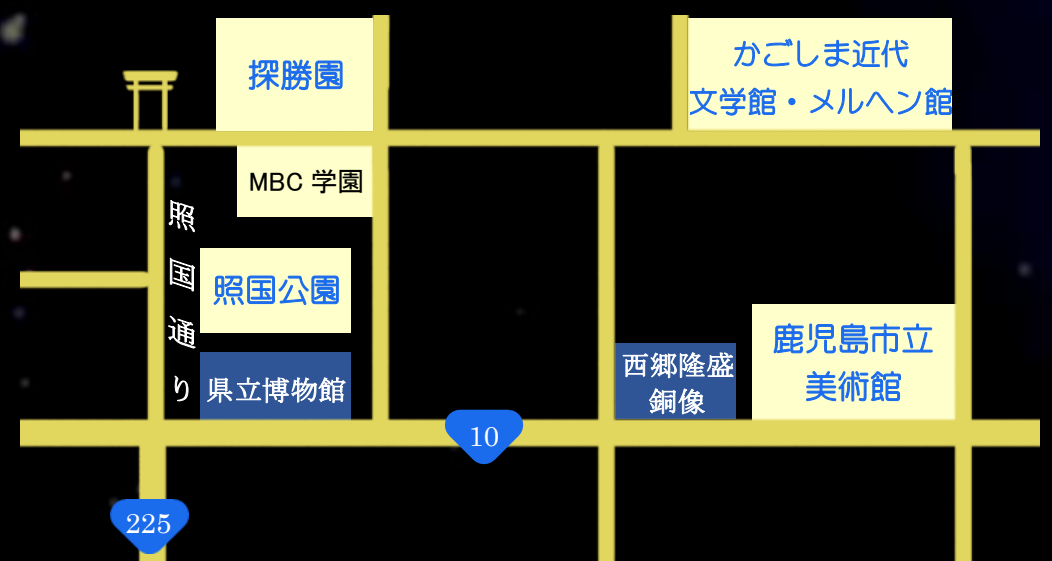 探勝園
かごしま近代
文学館・メルヘン館
MBC 学園
照国通り
照国公園
県立博物館
西郷隆盛
銅像
鹿児島市立
美術館
10
225